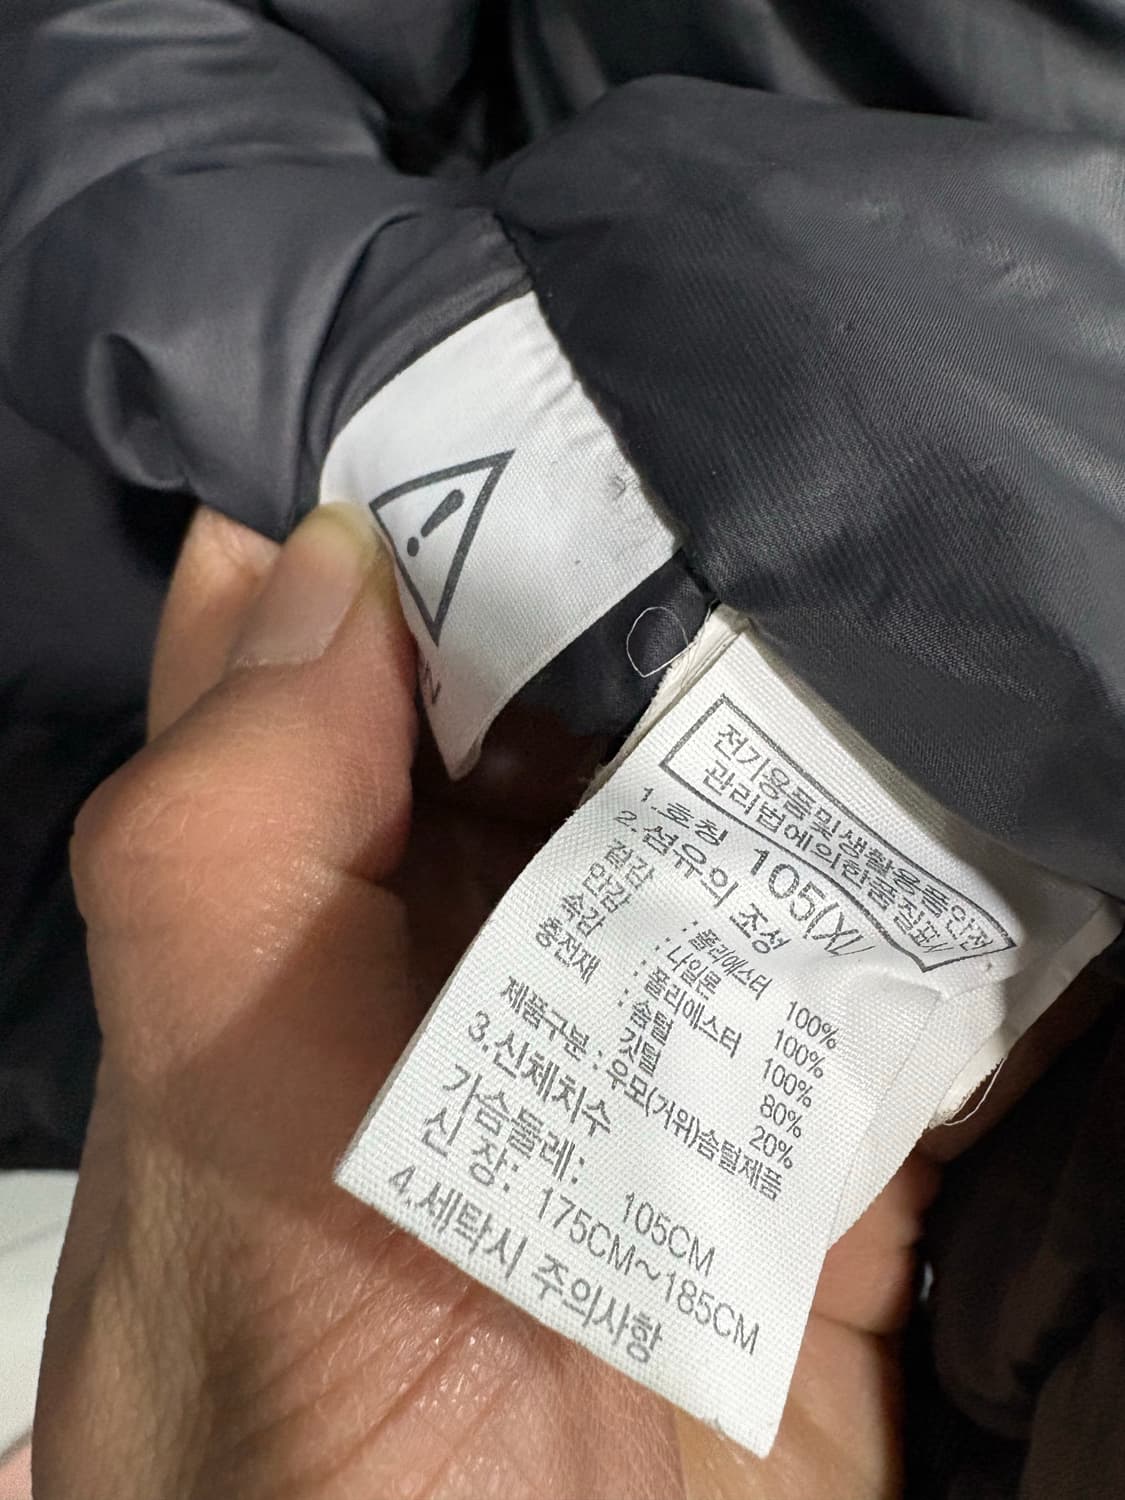 전기용품및생활용품안전
관리법에의한품질표
1.호칭 105(XL
2.섬유의 조성
겉감 : 폴리에스터 100%
안감 : 나일론 100%
솜감 : 폴리에스터 100%
충전재 : 솜털 80%
깃털 20%
제품구분 : 우모(거위)솜털제품
3.신체치수
가슴둘레: 105CM
신 장: 175CM~185CM
4.세탁시 주의사항